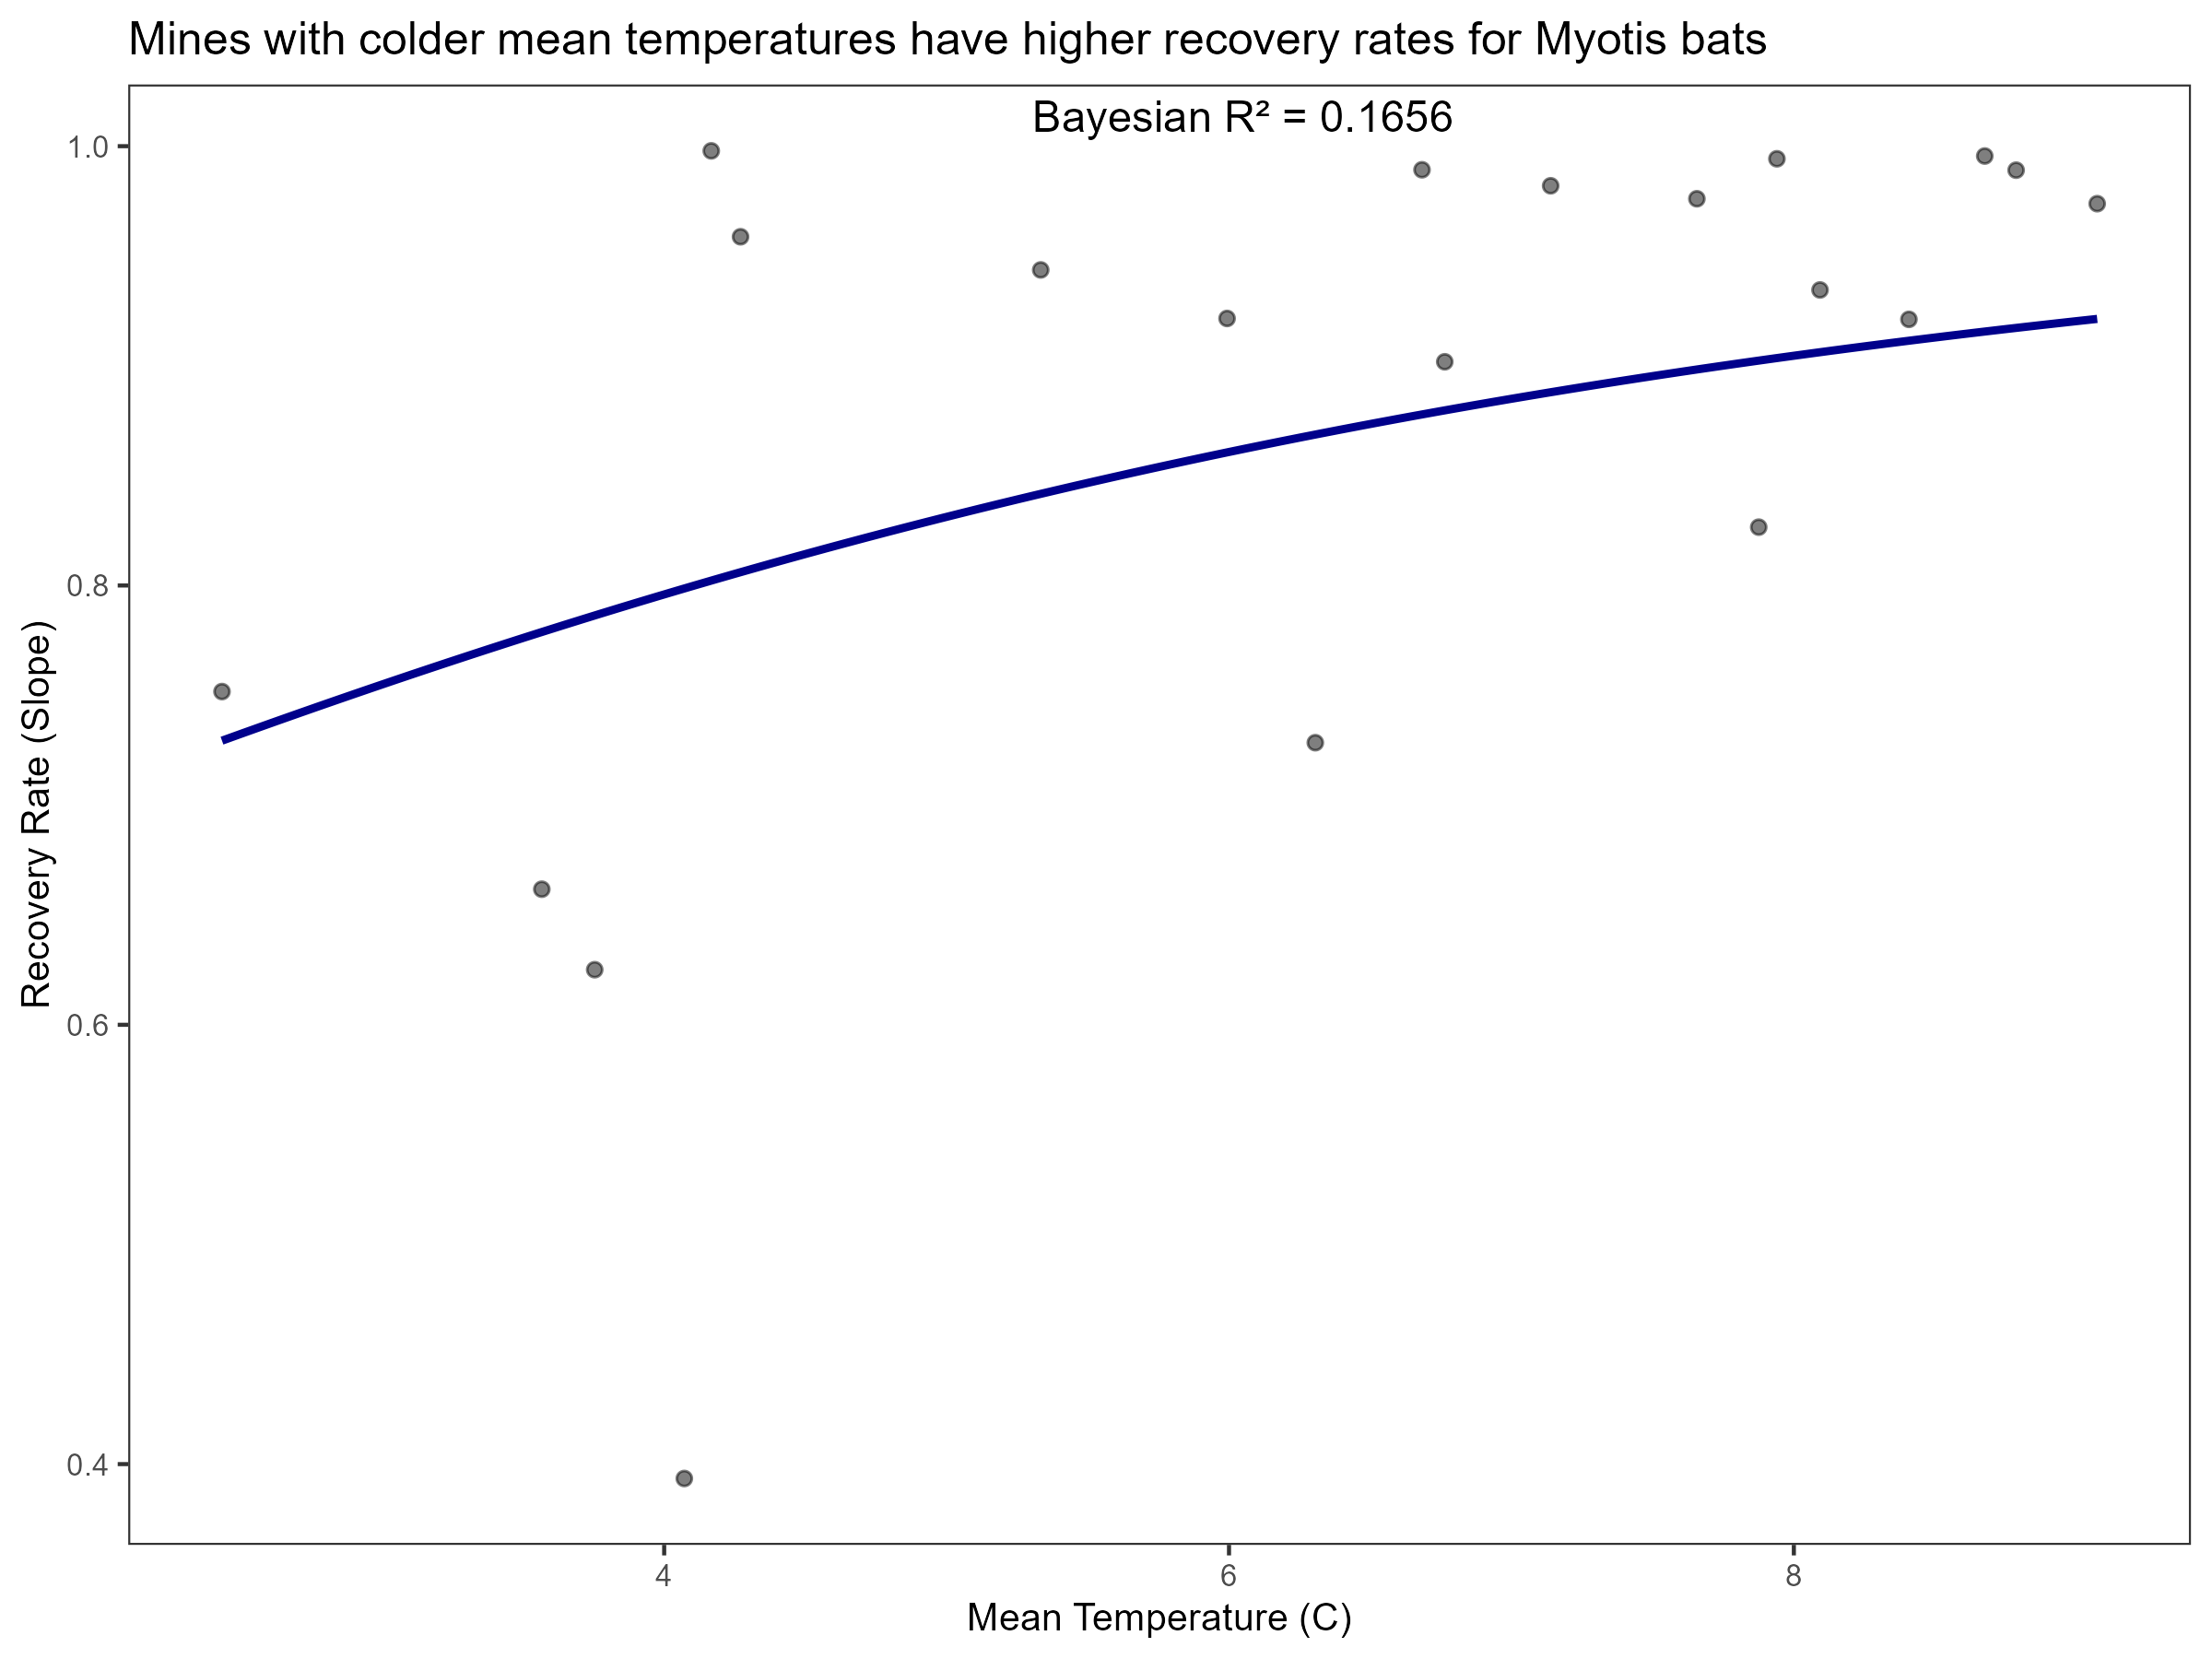 Mines with colder mean temperatures have higher recovery rates for Myotis bats
Bayesian R² = 0.1656
1.0
0.8
0.6
0.4
Recovery Rate (Slope)
4
6
8
Mean Temperature (C)